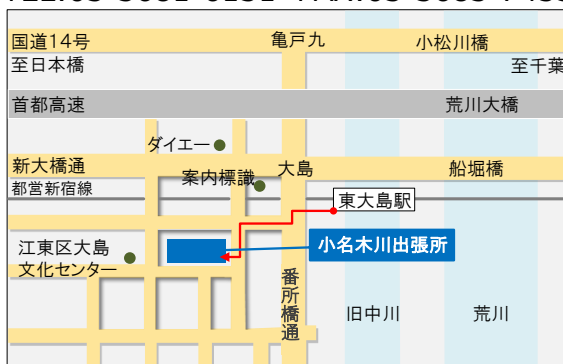 国道14号
亀戸九
小松川橋
至日本橋
至千葉
首都高速
荒川大橋
ダイエー
新大橋通
案内標識
大島
船堀橋
都営新宿線
東大島駅
江東区大島
文化センター
小名木川出張所
番所橋通
旧中川
荒川